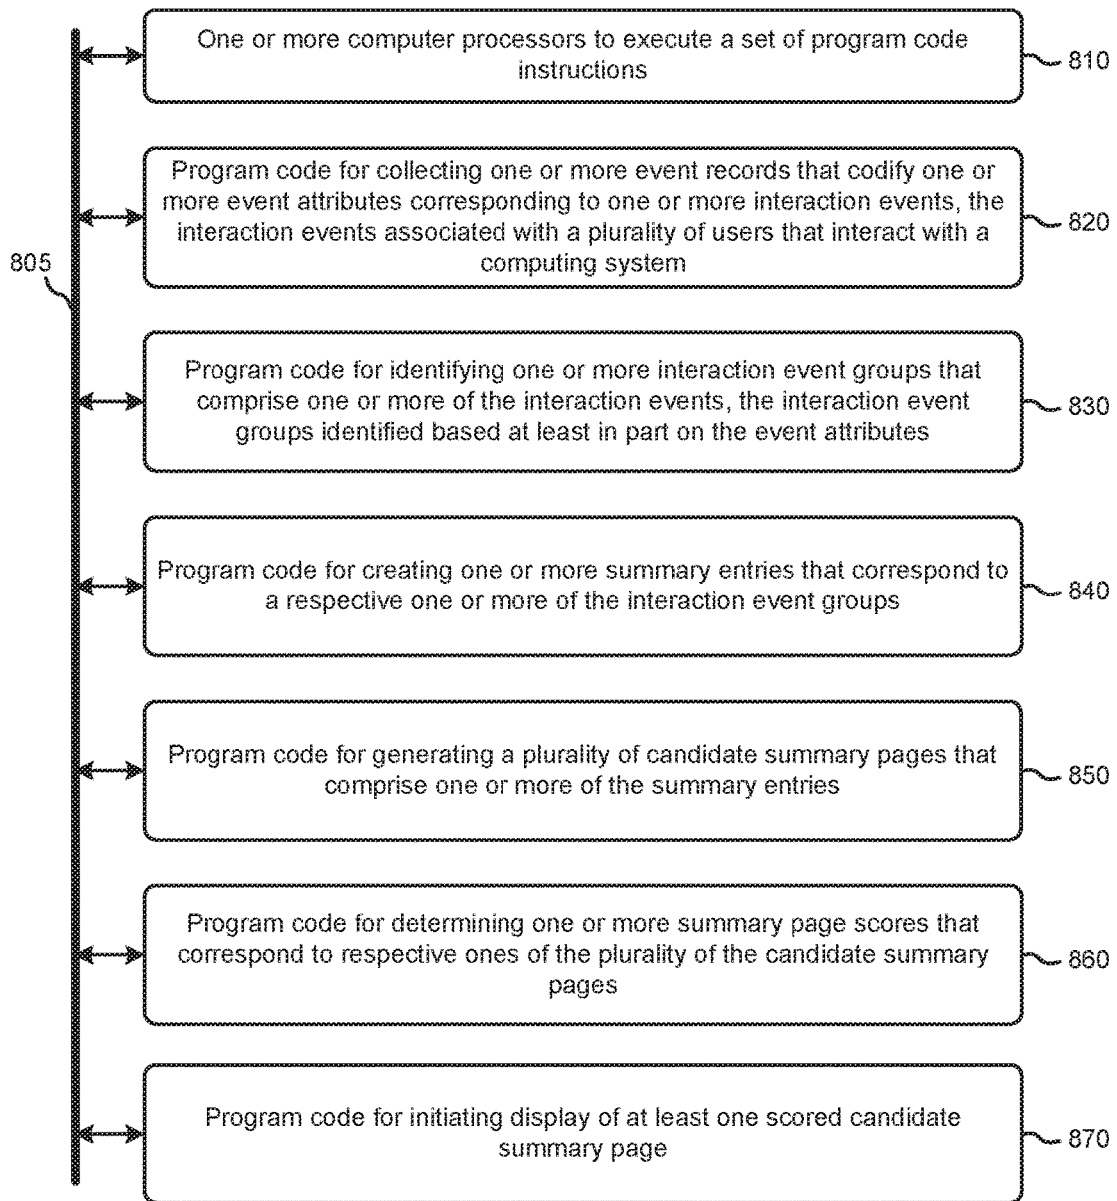 One or more computer processors to execute a set of program code
instructions
810
Program code for collecting one or more event records that codify one or
more event attributes corresponding to one or more interaction events, the
interaction events associated with a plurality of users that interact with a
computing system
820
805
Program code for identifying one or more interaction event groups that
comprise one or more of the interaction events, the interaction event
groups identified based at least in part on the event attributes
830
Program code for creating one or more summary entries that correspond to
a respective one or more of the interaction event groups
840
Program code for generating a plurality of candidate summary pages that
comprise one or more of the summary entries
850
Program code for determining one or more summary page scores that
correspond to respective ones of the plurality of the candidate summary
pages
860
Program code for initiating display of at least one scored candidate
summary page
870